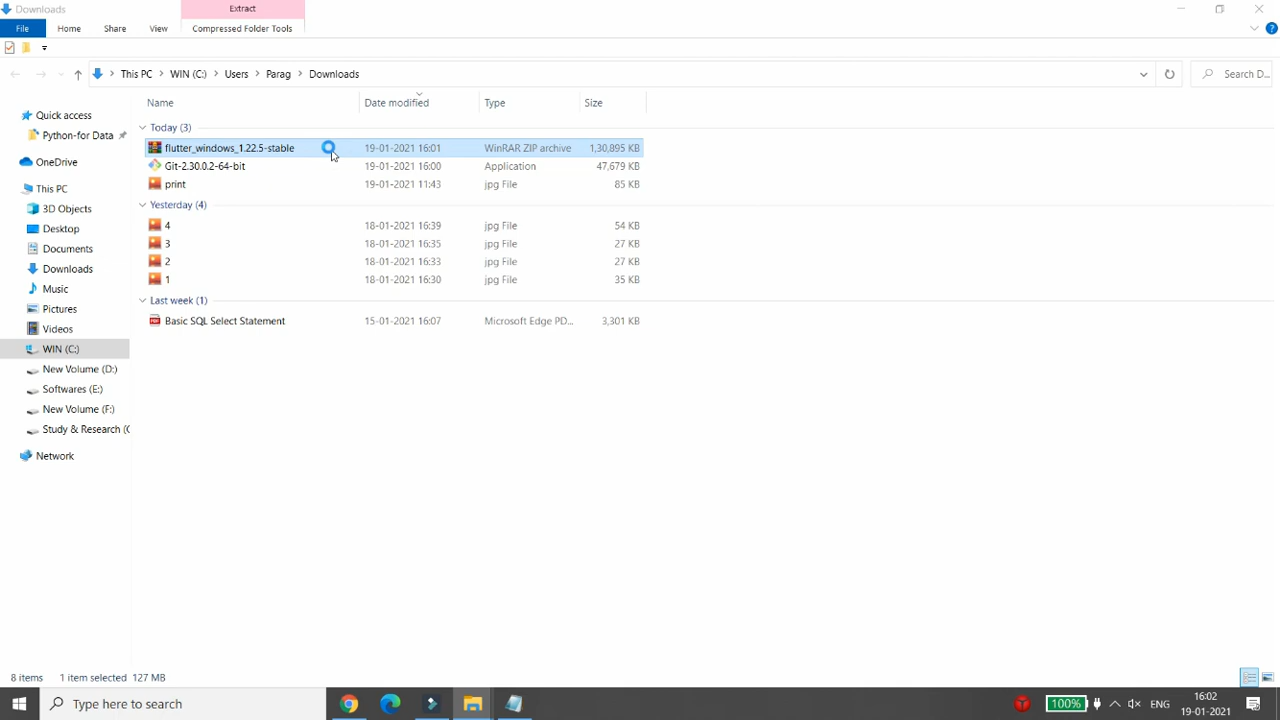 Downloads
Extract
File
Home
Share
View
Compressed Folder Tools
This PC > WIN (C:) > Users > Parag > Downloads
Search D...
Name
Date modified
Type
Size
Quick access
Python-for Data
OneDrive
This PC
3D Objects
Desktop
Documents
Downloads
Music
Pictures
Videos
WIN (C:)
New Volume (D:)
Softwares (E:)
New Volume (F:)
Study & Research (
Network
Today (3)
flutter_windows_1.22.5-stable 19-01-2021 16:01 WinRAR ZIP archive 1,30,895 KB
Git-2.30.0.2-64-bit 19-01-2021 16:00 Application 47,679 KB
print 19-01-2021 11:43 jpg File 85 KB
Yesterday (4)
4 18-01-2021 16:39 jpg File 54 KB
3 18-01-2021 16:35 jpg File 27 KB
2 18-01-2021 16:33 jpg File 27 KB
1 18-01-2021 16:30 jpg File 35 KB
Last week (1)
Basic SQL Select Statement 15-01-2021 16:07 Microsoft Edge PD... 3,301 KB
8 items
1 item selected 127 MB
Type here to search
100%
ENG
16:02
19-01-2021